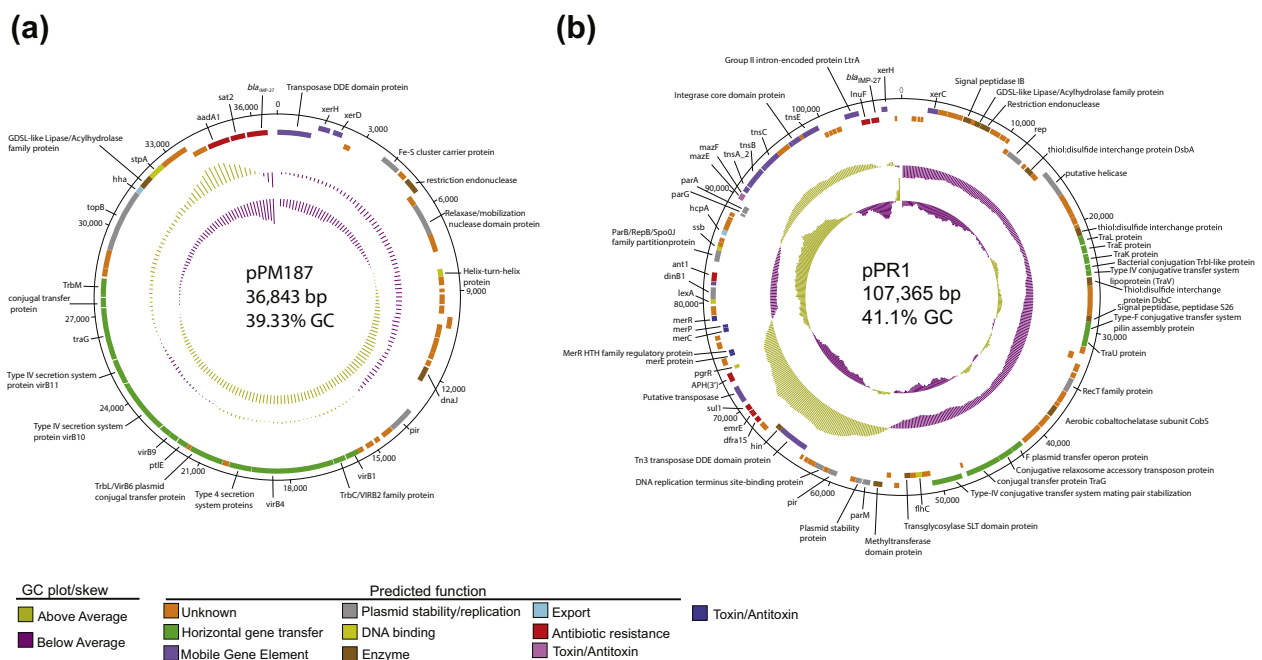 (a)
(b)
0
3,000
6,000
9,000
12,000
15,000
18,000
21,000
24,000
27,000
30,000
33,000
36,000
Transpose DDE domain protein
xerH
xerD
Fe-S cluster carrier protein
restriction endonuclease
Relaxase/mobilization
nuclease domain protein
Helix-turn-helix
protein
dnaJ
pir
virB1
TrbC/VIRB2 family protein
virB4
Type 4 secretion
system proteins
TrbL/VirB6 plasmid
conjugal transfer protein
ptlE
virB9
Type IV secretion system
protein virB10
Type IV secretion system
protein virB11
traG
conjugal transfer
protein
TrbM
topB
hha
stpA
GDSL-like Lipase/Acylhydrolase
family protein
aadA1
sat2
bla IMP-27
pPM187
36,843 bp
39.33% GC
0
10,000
20,000
30,000
40,000
50,000
60,000
70,000
80,000
90,000
100,000
xerC
Signal peptidase IB
GDSL-Like Lipase/Acylhydrolase family protein
Restriction endonuclease
rep
thiol:disulfide interchange protein DsbA
putative helicase
thiol:disulfide interchange protein
TraL protein
TraE protein
TraK protein
Bacterial conjugation TrbI-like protein
Type IV conjugative transfer system
lipoprotein (TraV)
Thiol:disulfide interchange
protein DsbC
Signal peptidase, peptidase S26
Type-F conjugative transfer system
pilin assembly protein
TraU protein
RecT family protein
Aerobic cobaltochelatase subunit CobS
F plasmid transfer operon protein
Conjugative relaxosome accessory transposon protein
conjugal transfer protein TraG
Type-IV conjugative transfer system mating pair stabilization
flhC
Transglycosylase SLT domain protein
Methyltransferase
domain protein
parM
Plasmid stability
protein
pir
DNA replication terminus site-binding protein
Tn3 transposase DDE domain protein
hin
dfra15
emrE
sul1
Putative transposase
APH(3')
pgrR
merE protein
MerR HTH family regulatory protein
merC
merP
merR
lexA
dinB1
ant1
ParB/RepB/Spo0J
family partitionprotein
ssb
hcpA
parG
parA
mazE
mazF
tnsA_2
tnsB
tnsC
tnsE
Integrase core domain protein
Group II intron-encoded protein LtrA
lnuF
bla IMP-27
xerH
pPR1
107,365 bp
41.1% GC
GC plot/skew
Above Average
Below Average
Predicted function
Unknown
Horizontal gene transfer
Mobile Gene Element
Plasmid stability/replication
DNA binding
Enzyme
Export
Antibiotic resistance
Toxin/Antitoxin
Toxin/Antitoxin